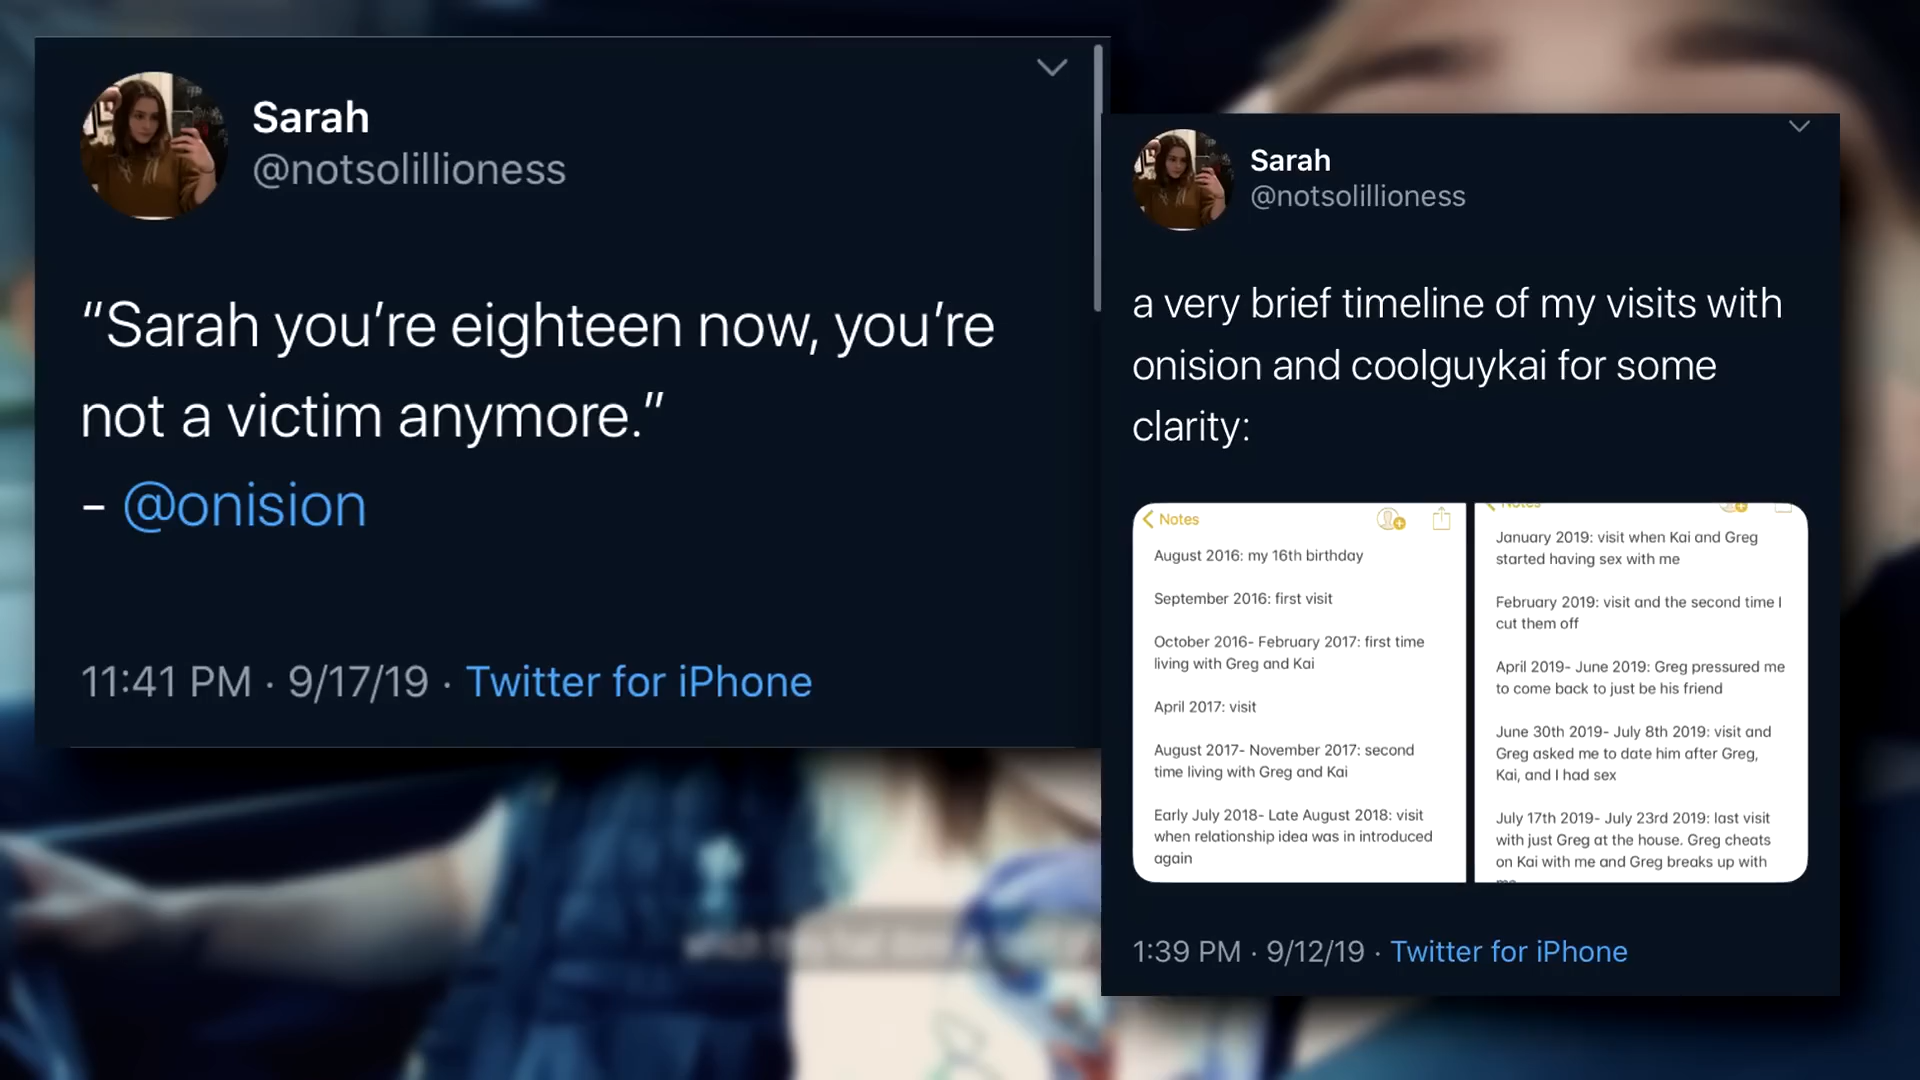 Sarah
@notsolillioness
“Sarah you’re eighteen now, you’re
not a victim anymore.”
– @onision
11:41 PM · 9/17/19 · Twitter for iPhone
Sarah
@notsolillioness
a very brief timeline of my visits with
onision and coolguykai for some
clarity:
Notes
August 2016: my 16th birthday
September 2016: first visit
October 2016- February 2017: first time
living with Greg and Kai
April 2017: visit
August 2017- November 2017: second
time living with Greg and Kai
Early July 2018- Late August 2018: visit
when relationship idea was in introduced
again
Notes
January 2019: visit when Kai and Greg
started having sex with me
February 2019: visit and the second time I
cut them off
April 2019- June 2019: Greg pressured me
to come back to just be his friend
June 30th 2019- July 8th 2019: visit and
Greg asked me to date him after Greg,
Kai, and I had sex
July 17th 2019- July 23rd 2019: last visit
with just Greg at the house. Greg cheats
on Kai with me and Greg breaks up with
me
1:39 PM · 9/12/19 · Twitter for iPhone